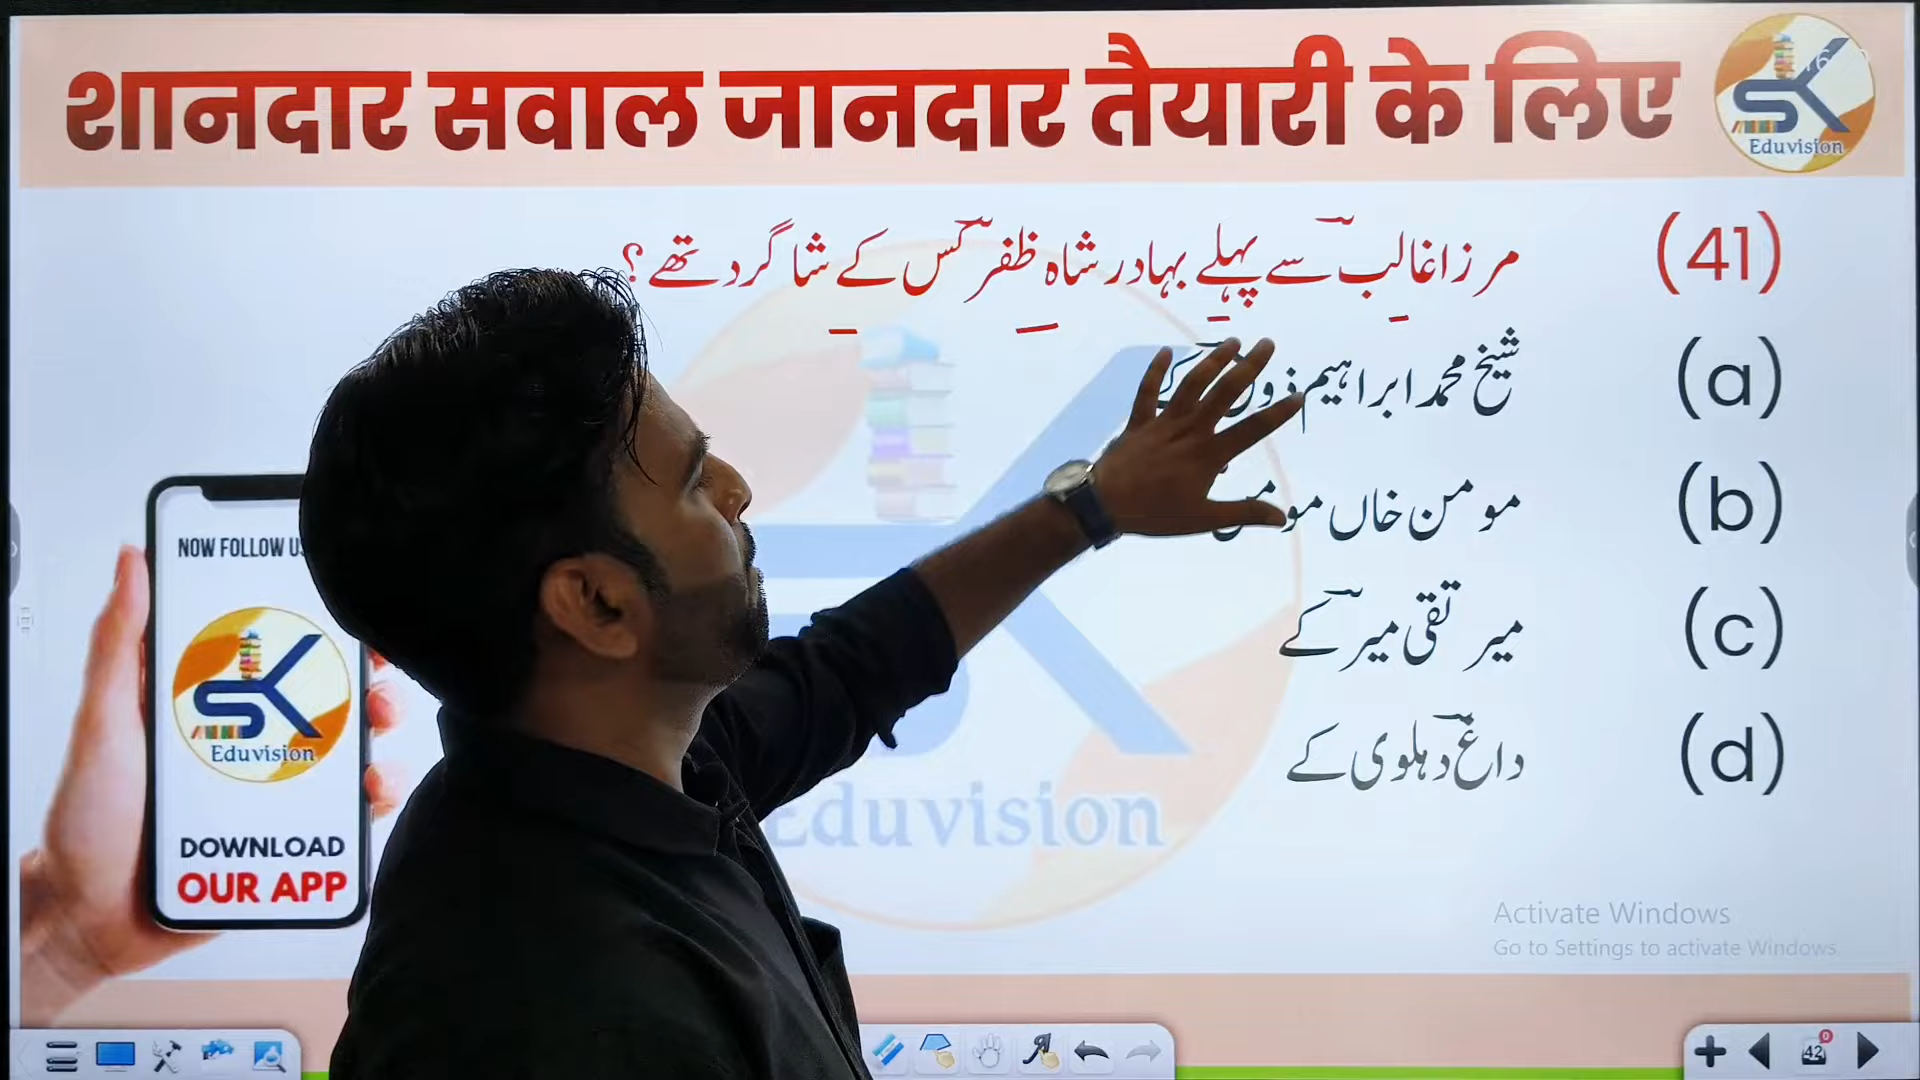 शानदार सवाल जानदार तैयारी के लिए
SK
Eduvision
(41) مرزا غالب سے پہلے بہادر شاہ ظفر کس کے شاگرد تھے؟
(a) شیخ محمد ابراہیم
(b) مومن خاں مومن
(c) میر تقی میر کے
(d) داغ دہلوی کے
NOW FOLLOW
SK
Eduvision
DOWNLOAD
OUR APP
Eduvision
Activate Windows
Go to Settings to activate Windows.
42